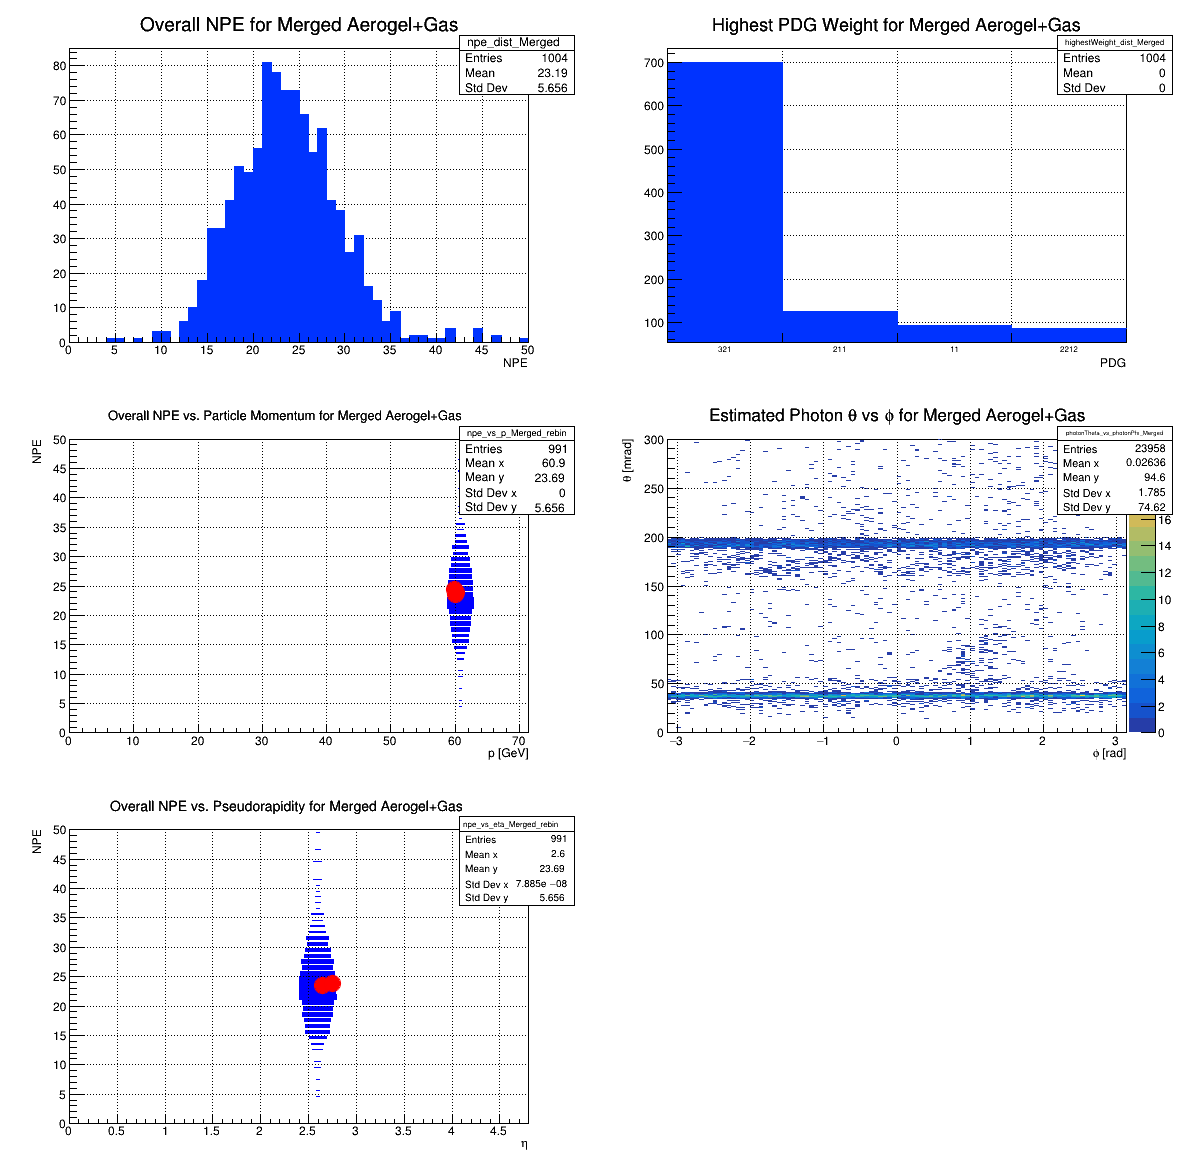 Overall NPE for Merged Aerogel+Gas
npe_dist_Merged
Entries 1004
Mean 23.19
Std Dev 5.656
80
70
60
50
40
30
20
10
0
0 5 10 15 20 25 30 35 40 45 50
NPE
Highest PDG Weight for Merged Aerogel+Gas
highestWeight_dist_Merged
Entries 1004
Mean 0
Std Dev 0
700
600
500
400
300
200
100
321 211 11 2212
PDG
Overall NPE vs. Particle Momentum for Merged Aerogel+Gas
npe_vs_p_Merged_rebin
Entries 991
Mean x 60.9
Mean y 23.69
Std Dev x 0
Std Dev y 5.656
NPE
50
45
40
35
30
25
20
15
10
5
0
0 10 20 30 40 50 60 70
p [GeV]
Estimated Photon θ vs ϕ for Merged Aerogel+Gas
photonTheta_vs_photonPhi_Merged
Entries 23958
Mean x 0.02636
Mean y 94.6
Std Dev x 1.785
Std Dev y 74.62
θ [mrad]
300
250
200
150
100
50
0
−3 −2 −1 0 1 2 3
ϕ [rad]
16
14
12
10
8
6
4
2
0
Overall NPE vs. Pseudorapidity for Merged Aerogel+Gas
npe_vs_eta_Merged_rebin
Entries 991
Mean x 2.6
Mean y 23.69
Std Dev x 7.885e −08
Std Dev y 5.656
NPE
50
45
40
35
30
25
20
15
10
5
0
0 0.5 1 1.5 2 2.5 3 3.5 4 4.5
η